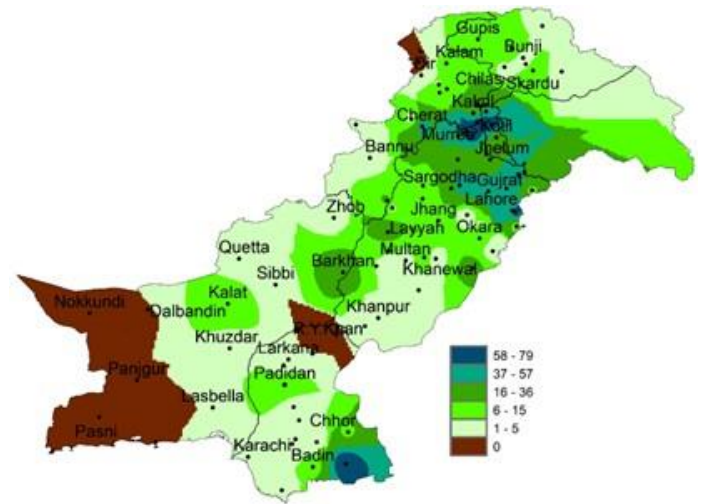 Gupis
Bunji
Kalam
Dir
Chilas
Skardu
Kakul
Cherat
Murree
Kotli
Bannu
Jhelum
Sargodha
Gujrat
Lahore
Zhob
Jhang
Layyah
Okara
Quetta
Multan
Barkhan
Khanewal
Sibbi
Nokkundi
Kalat
Dalbandin
Khanpur
R Y Khan
Khuzdar
Larkana
Panjgur
Padidan
Lasbella
Pasni
Chhor
Karachi
Badin
58 - 79
37 - 57
16 - 36
6 - 15
1 - 5
0